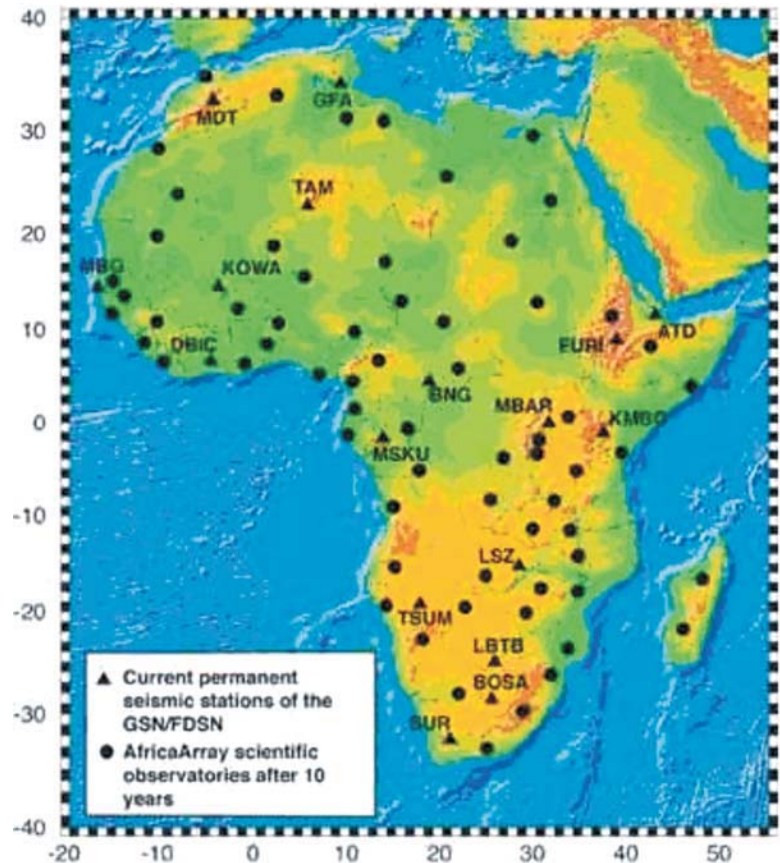 40
30
20
10
0
-10
-20
-30
-40
-20
-10
0
10
20
30
40
50
MDT
GFA
TAM
MBG
KOWA
DBIC
BNG
FURI
ATD
MBAR
KMBO
MSKU
LSZ
TSUM
LBTB
BOSA
SUR
Current permanent
seismic stations of the
GSN/FDSN
AfricaArray scientific
observatories after 10
years